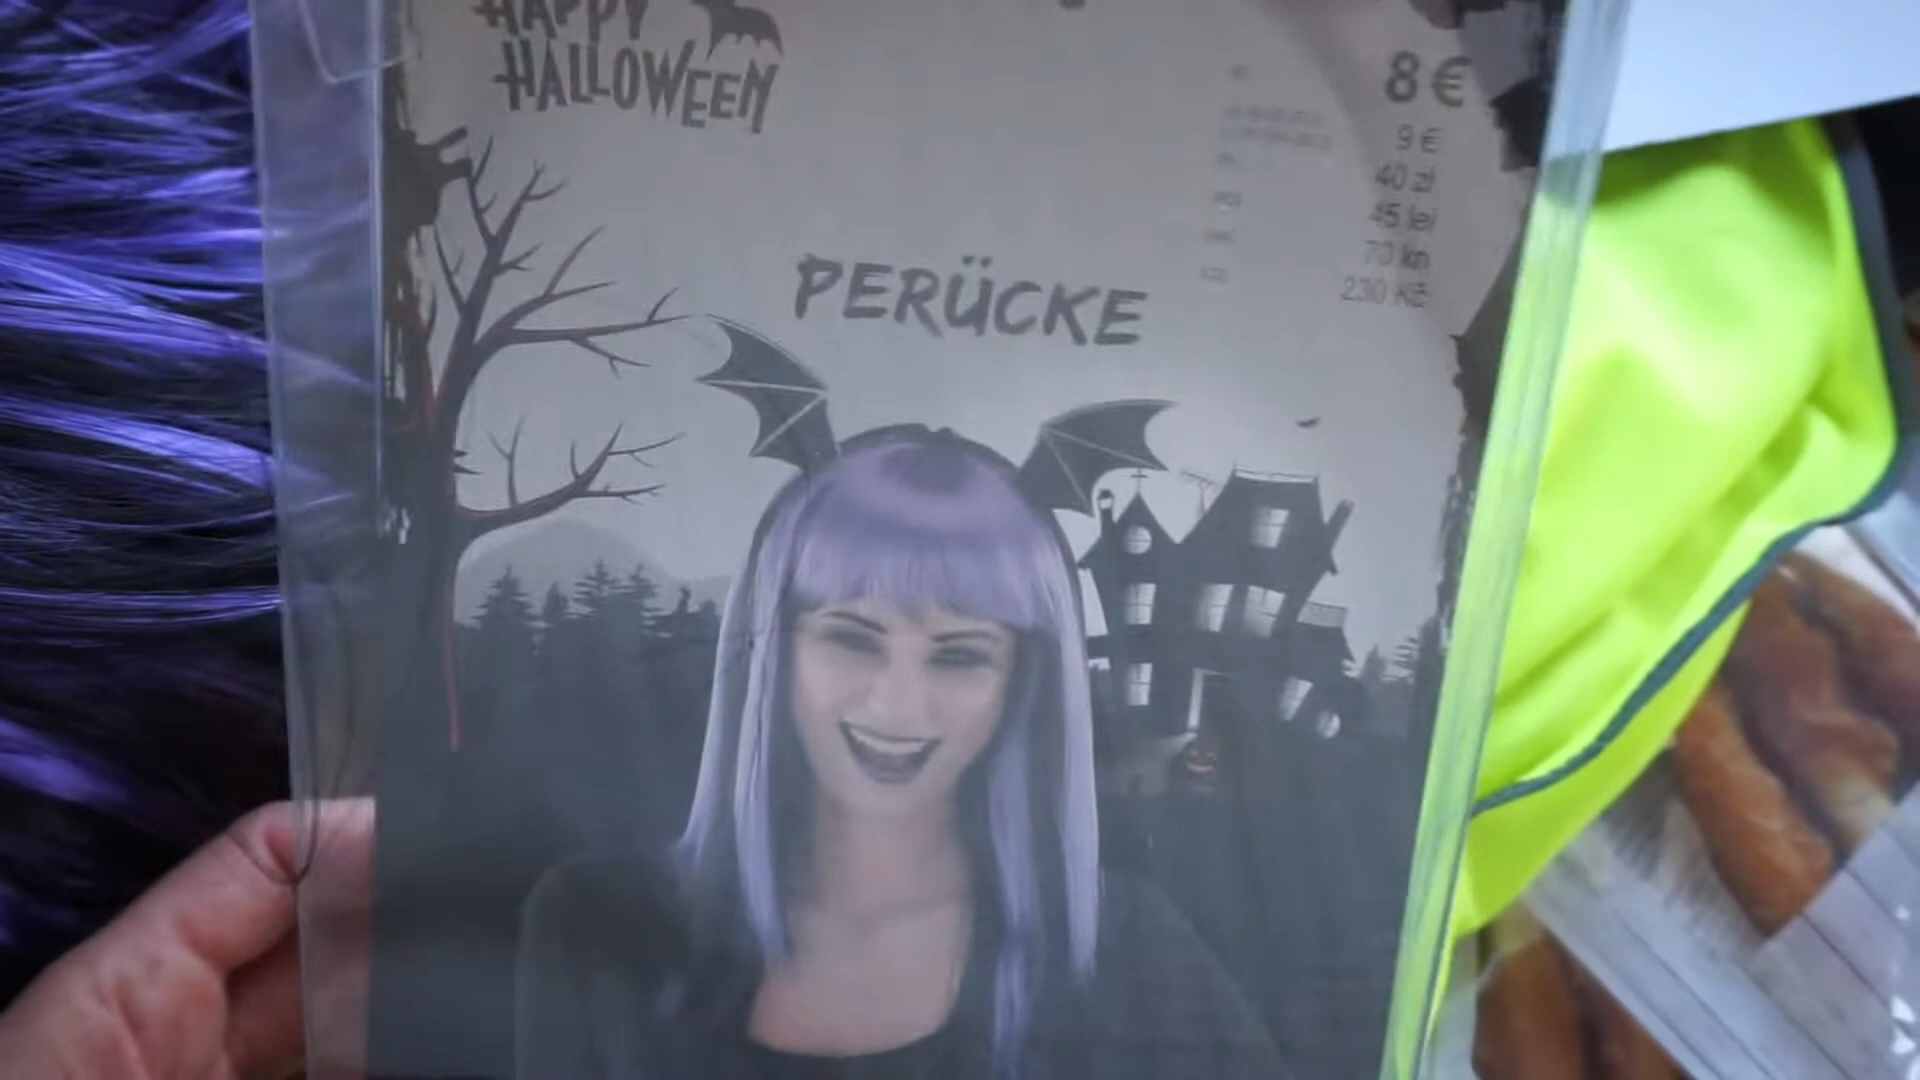 HAPPY
HALLOWEEN
8 €
9 €
40 zł
45 lei
70 kn
230 Kč
PERÜCKE